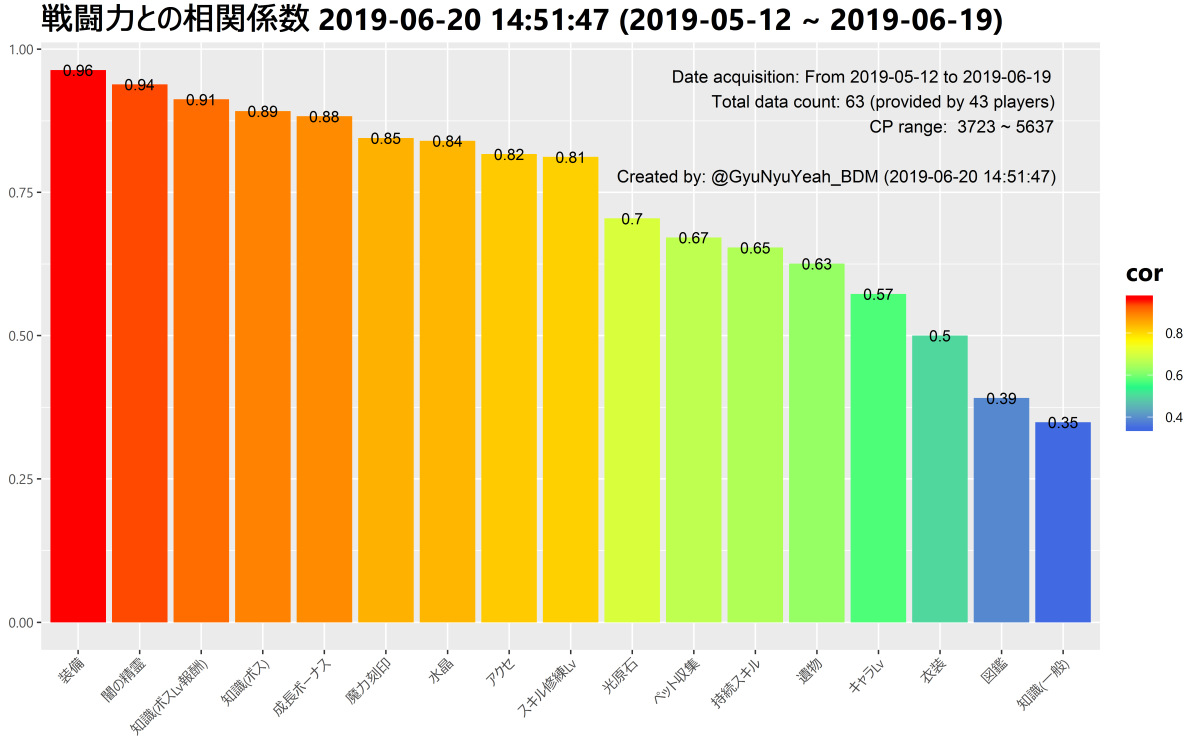 戦闘力との相関係数 2019-06-20 14:51:47 (2019-05-12 ~ 2019-06-19)
1.00
0.75
0.50
0.25
0.00
0.96
0.94
0.91
0.89
0.88
0.85
0.84
0.82
0.81
0.7
0.67
0.65
0.63
0.57
0.5
0.39
0.35
Date acquisition: From 2019-05-12 to 2019-06-19
Total data count: 63 (provided by 43 players)
CP range:  3723 ~ 5637
Created by: @GyuNyuYeah_BDM (2019-06-20 14:51:47)
装備
闇の精霊
知識(ボスLv報酬)
知識(ボス)
成長ボーナス
魔力刻印
水晶
アクセ
スキル修練Lv
光原石
ペット収集
持続スキル
遺物
キャラLv
衣装
図鑑
知識(一般)
cor
0.8
0.6
0.4